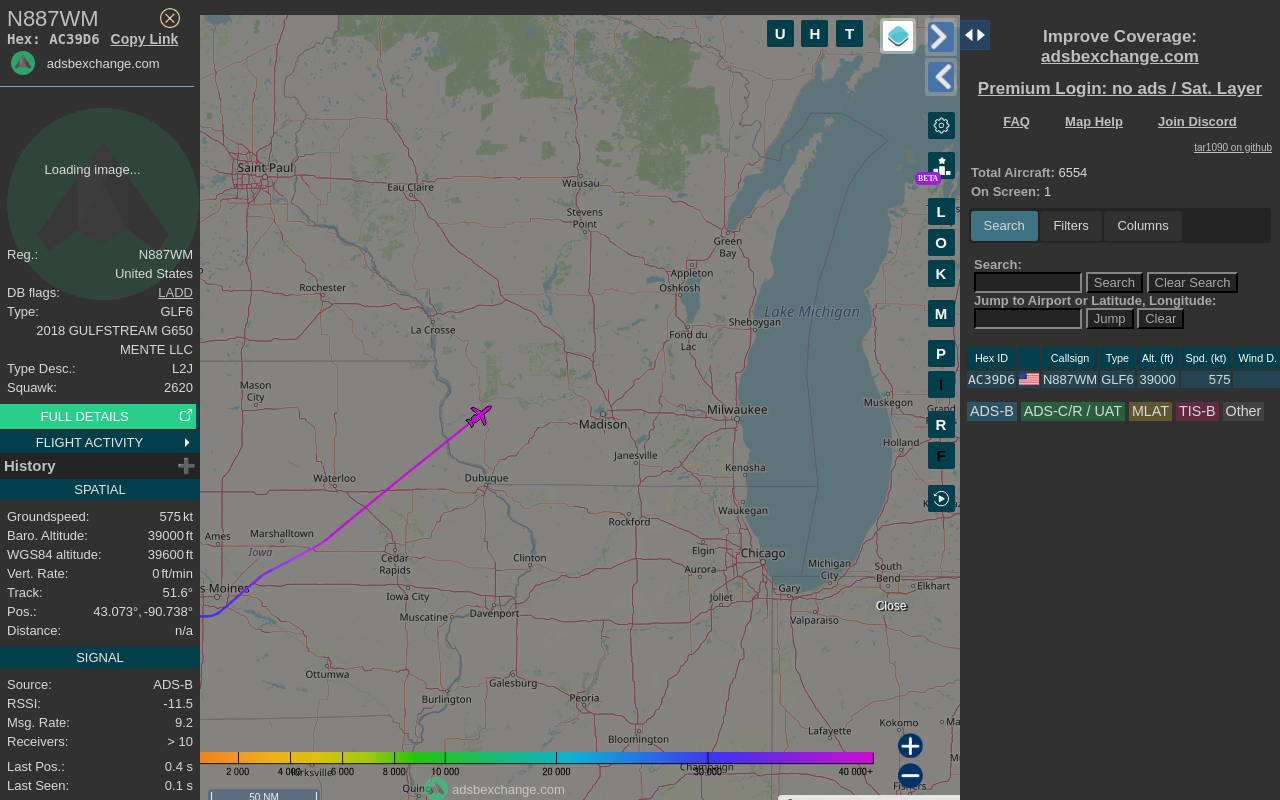 N887WM
Hex: AC39D6 Copy Link
adsbexchange.com
Loading image...
Reg.: N887WM
United States
DB flags: LADD
Type: GLF6
2018 GULFSTREAM G650
MENTE LLC
Type Desc.: L2J
Squawk: 2620
FULL DETAILS
FLIGHT ACTIVITY
History
SPATIAL
Groundspeed: 575 kt
Baro. Altitude: 39000 ft
WGS84 altitude: 39600 ft
Vert. Rate: 0 ft/min
Track: 51.6°
Pos.: 43.073°, -90.738°
Distance: n/a
SIGNAL
Source: ADS-B
RSSI: -11.5
Msg. Rate: 9.2
Receivers: > 10
Last Pos.: 0.4 s
Last Seen: 0.1 s
U H T
BETA
L
O
K
M
P
I
R
F
Saint Paul
Eau Claire
Wausau
Stevens
Point
Green
Bay
Appleton
Oshkosh
Rochester
La Crosse
Lake Michigan
Sheboygan
Fond du
Lac
Mason
City
Madison
Milwaukee
Muskegon
Grand
Janesville
Holland
Waterloo
Dubuque
Kenosha
Waukegan
Rockford
Ames
Marshalltown
Iowa
Cedar
Rapids
Clinton
Elgin
Chicago
Aurora
Michigan
City
South
Bend
Elkhart
s Moines
Iowa City
Joliet
Gary
Close
Muscatine
Davenport
Valparaiso
Ottumwa
Galesburg
Burlington
Peoria
Kokomo
Ma
Lafayette
Bloomington
Kirksville
Champaign
Quincy
Fishers
2 000 4 000 6 000 8 000 10 000 20 000 30 000 40 000+
adsbexchange.com
50 NM
Improve Coverage:
adsbexchange.com
Premium Login: no ads / Sat. Layer
FAQ Map Help Join Discord
tar1090 on github
Total Aircraft: 6554
On Screen: 1
Search Filters Columns
Search:
Search Clear Search
Jump to Airport or Latitude, Longitude:
Jump Clear
Hex ID Callsign Type Alt. (ft) Spd. (kt) Wind D.
AC39D6 N887WM GLF6 39000 575
ADS-B ADS-C/R / UAT MLAT TIS-B Other